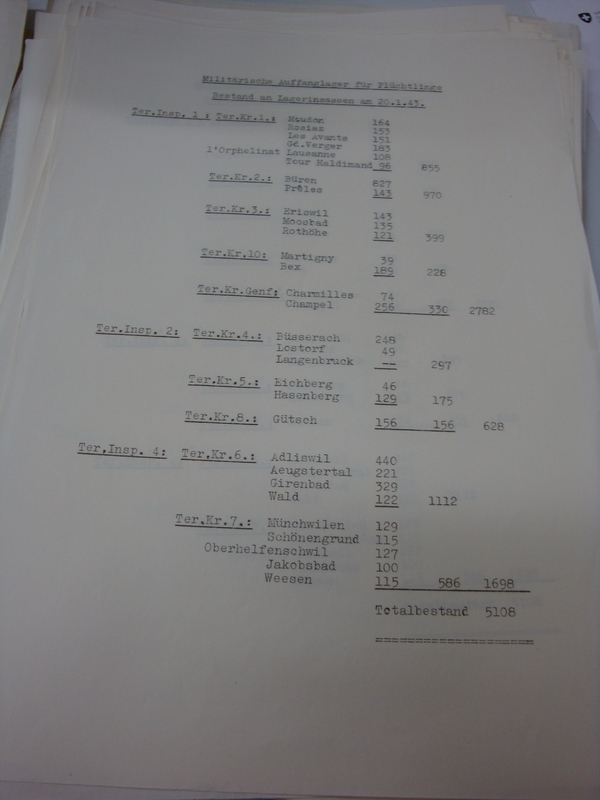 Militärische Auffanglager für Flüchtlinge
Bestand an Lagerinsassen am 20.1.43.
Ter.Insp. 1 : Ter.Kr.1.: Moudon 164
Rosiaz 153
Les Avants 151
Gd.Verger 183
l'Orphelinat Lausanne 108
Tour Haldimand 96 855
Ter.Kr.2.: Büren 827
Prêles 143 970
Ter.Kr.3.: Eriswil 143
Moosbad 135
Rothöhe 121 399
Ter.Kr.10: Martigny 39
Bex 189 228
Ter.Kr.Genf: Charmilles 74
Champel 256 330 2782
Ter.Insp. 2: Ter.Kr.4.: Büsserach 248
Lostorf 49
Langenbruck -- 297
Ter.Kr.5.: Eichberg 46
Hasenberg 129 175
Ter.Kr.8.: Gütsch 156 156 628
Ter.Insp. 4: Ter.Kr.6.: Adliswil 440
Aeugstertal 221
Girenbad 329
Wald 122 1112
Ter.Kr.7.: Münchwilen 129
Schönengrund 115
Oberhelfenschwil 127
Jakobsbad 100
Weesen 115 586 1698
Totalbestand 5108